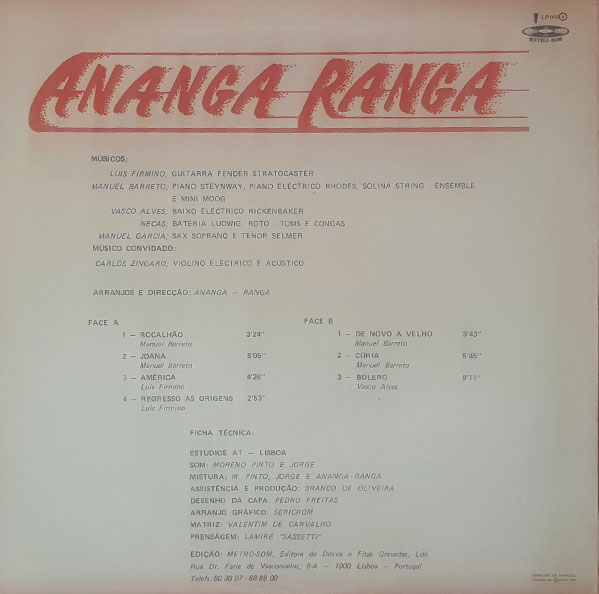 LP 148
METRO-SOM
ANANGA RANGA
MÚSICOS;
LUIS FIRMINO; GUITARRA FENDER STRATOCASTER
MANUEL BARRETO; PIANO STEYNWAY, PIANO ELÉCTRICO RHODES, SOLINA STRING - ENSEMBLE
E MINI MOOG
VASCO ALVES; BAIXO ELÉCTRICO RICKENBAKER
NECAS; BATERIA LUDWIG, ROTO - TOMS E CONGAS
MANUEL GARCIA; SAX SOPRANO E TENOR SELMER
MÚSICO CONVIDADO;
CARLOS ZINGARO; VIOLINO ELECTRICO E ACÚSTICO
ARRANJOS E DIRECÇÃO: ANANGA - RANGA
FACE A
1 - ROCALHÃO 3'24"
Manuel Barreto
2 - JOANA 8'05"
Manuel Barreto
3 - AMÉRICA 4'26"
Luis Firmino
4 - REGRESSO ÀS ORIGENS 2'53"
Luis Firmino
FACE B
1 - DE NOVO A VELHO 3'43"
Manuel Barreto
2 - CÚRIA 5'45"
Manuel Barreto
3 - BOLERO 9'11"
Vasco Alves
FICHA TÉCNICA:
ESTÚDIOS AT - LISBOA
SOM: MORENO PINTO E JORGE
MISTURA: M. PINTO, JORGE E ANANGA-RANGA
ASSISTÊNCIA E PRODUÇÃO: BRANCO DE OLIVEIRA
DESENHO DA CAPA: PEDRO FREITAS
ARRANJO GRÁFICO: SERICROM
MATRIZ: VALENTIM DE CARVALHO
PRENSAGEM: LAMIRÉ "SASSETTI"
EDIÇÃO: METRO-SOM, Editora de Discos e Fitas Gravadas, Lda.
Rua Dr. Faria de Vasconcelos, 8-A - 1900 Lisboa - Portugal
Telefs: 80 30 97 - 88 88 00